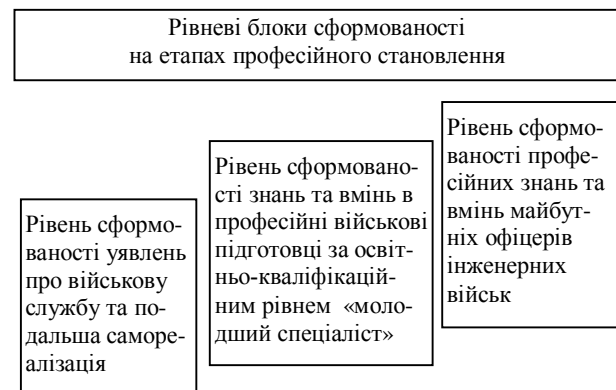 Рівневі блоки сформованості
на етапах професійного становлення
Рівень сформо-
ваності уявлень
про військову
службу та по-
дальша саморе-
алізація
Рівень сформованос-
ті знань та вмінь в
професійні військові
підготовці за освіт-
ньо-кваліфікацій-
ним рівнем «моло-
дший спеціаліст»
Рівень сформо-
ваності профе-
сійних знань та
вмінь майбут-
ніх офіцерів
інженерних
військ